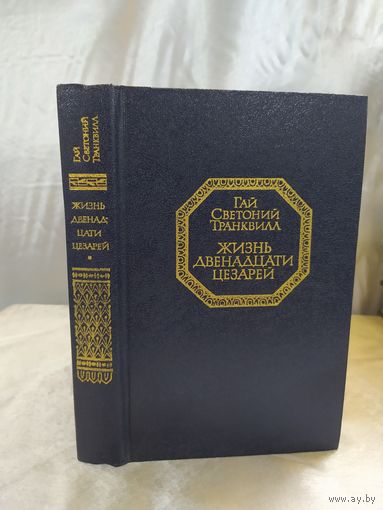 Гай
Светоний
Транквилл
ЖИЗНЬ
ДВЕНАД-
ЦАТИ
ЦЕЗАРЕЙ
Гай
Светоний
Транквилл
ЖИЗНЬ
ДВЕНАДЦАТИ
ЦЕЗАРЕЙ
www.ay.by